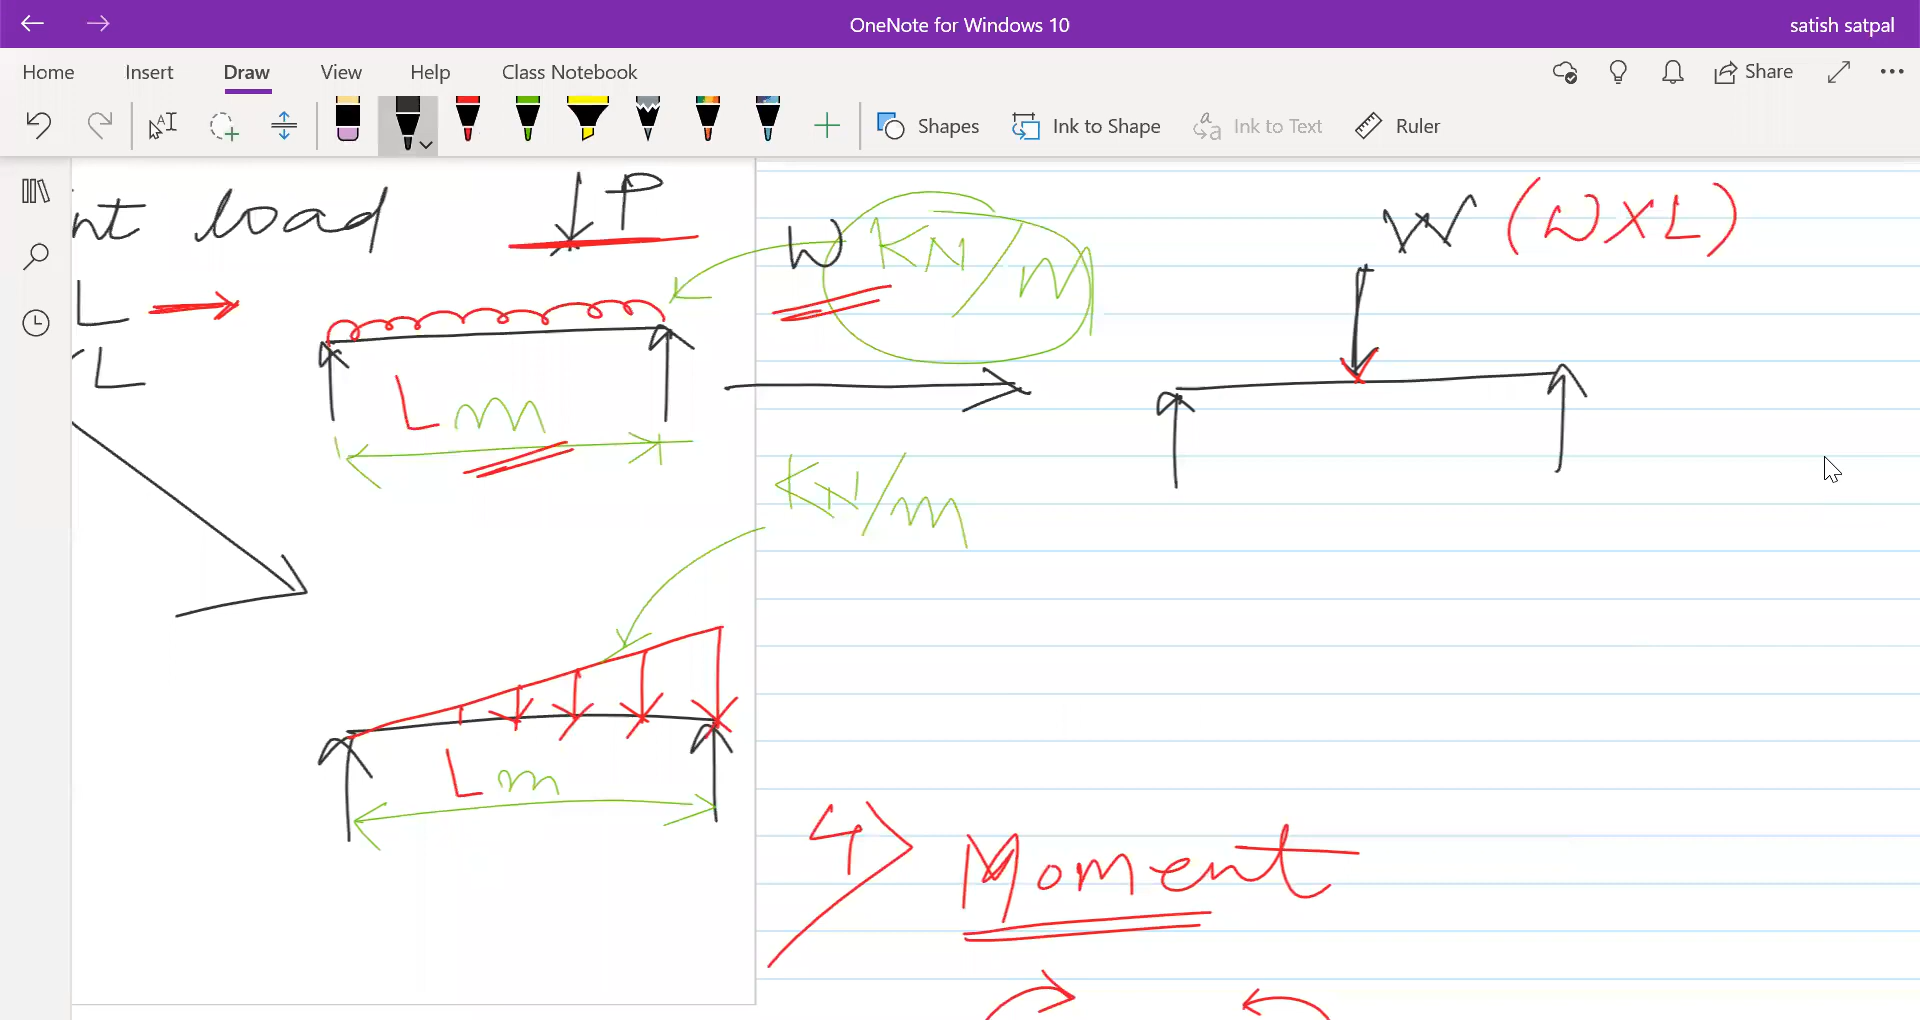 OneNote for Windows 10
satish satpal
Home Insert Draw View Help Class Notebook
Share
Shapes Ink to Shape Ink to Text Ruler
nt load
P
L
L
W KN/m
W (WXL)
L m
KN/m
L m
4) Moment